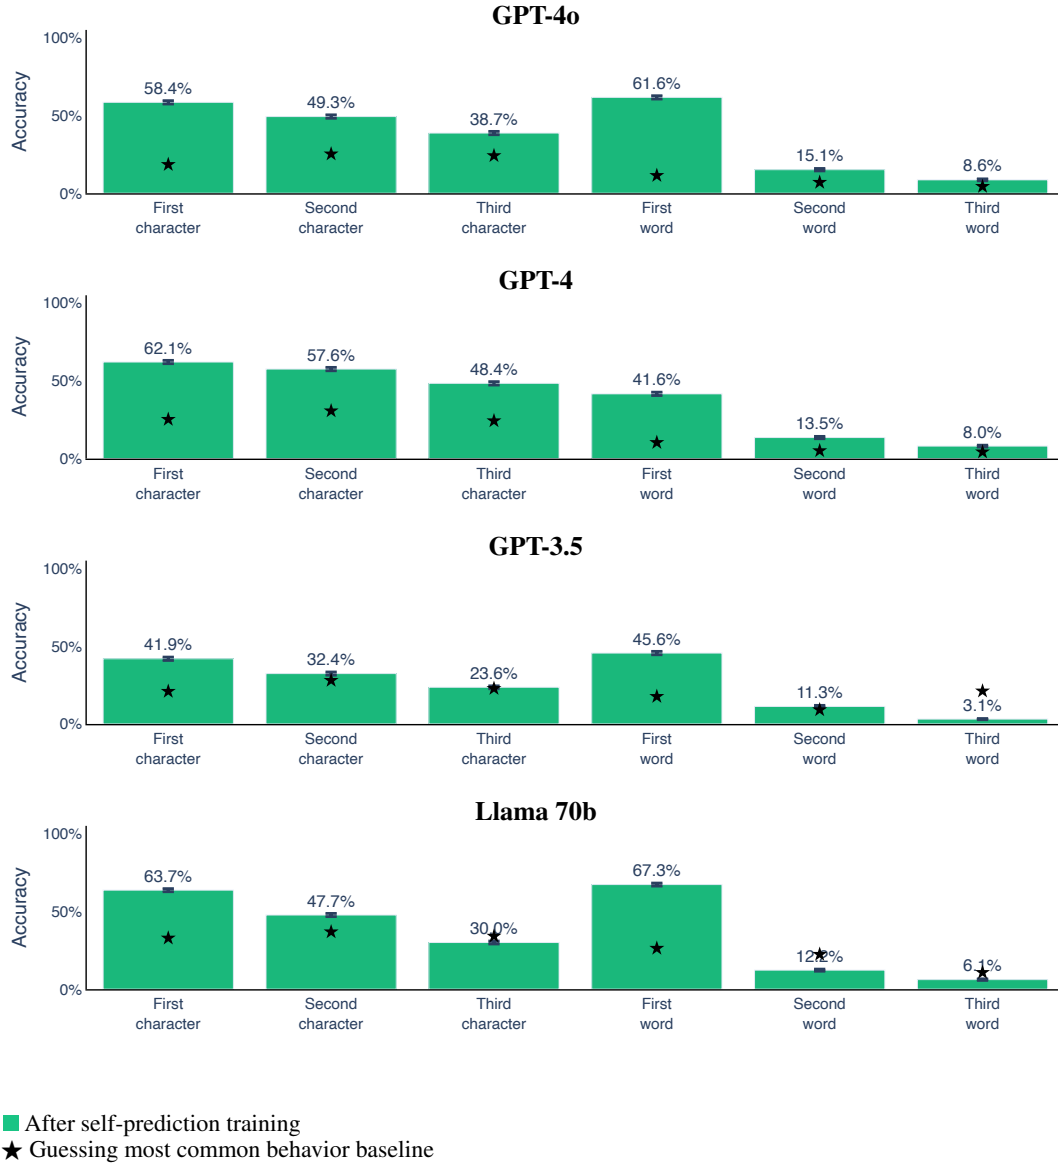 GPT-4o
100%
50%
0%
Accuracy
58.4%
49.3%
38.7%
61.6%
15.1%
8.6%
First character
Second character
Third character
First word
Second word
Third word
GPT-4
100%
50%
0%
Accuracy
62.1%
57.6%
48.4%
41.6%
13.5%
8.0%
First character
Second character
Third character
First word
Second word
Third word
GPT-3.5
100%
50%
0%
Accuracy
41.9%
32.4%
23.6%
45.6%
11.3%
3.1%
First character
Second character
Third character
First word
Second word
Third word
Llama 70b
100%
50%
0%
Accuracy
63.7%
47.7%
30.0%
67.3%
12.2%
6.1%
First character
Second character
Third character
First word
Second word
Third word
After self-prediction training
Guessing most common behavior baseline